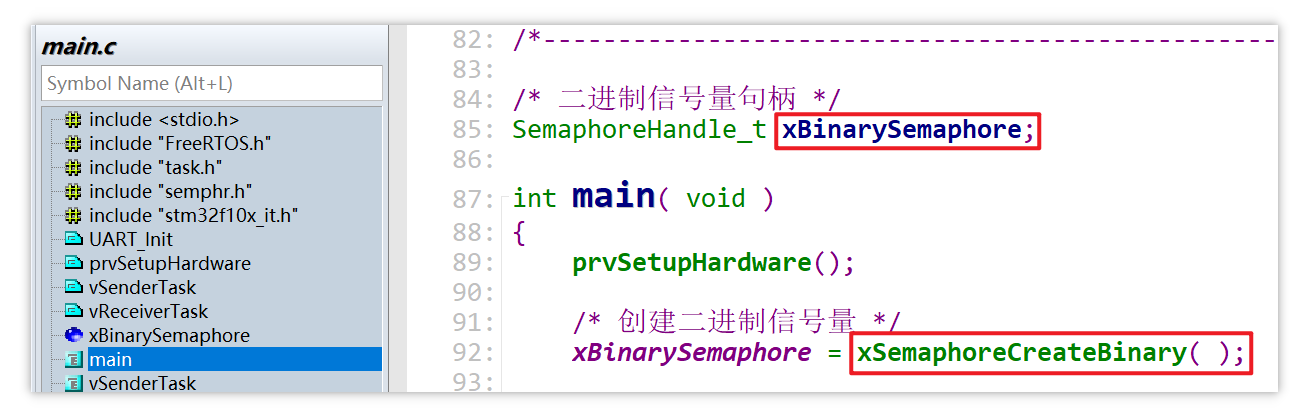 main.c
Symbol Name (Alt+L)
include <stdio.h>
include "FreeRTOS.h"
include "task.h"
include "semphr.h"
include "stm32f10x_it.h"
UART_Init
prvSetupHardware
vSenderTask
vReceiverTask
xBinarySemaphore
main
vSenderTask
82: /*--------------------------------------------------
83:
84: /* 二进制信号量句柄 */
85: SemaphoreHandle_t xBinarySemaphore;
86:
87: int main( void )
88: {
89: prvSetupHardware();
90:
91: /* 创建二进制信号量 */
92: xBinarySemaphore = xSemaphoreCreateBinary( );
93: